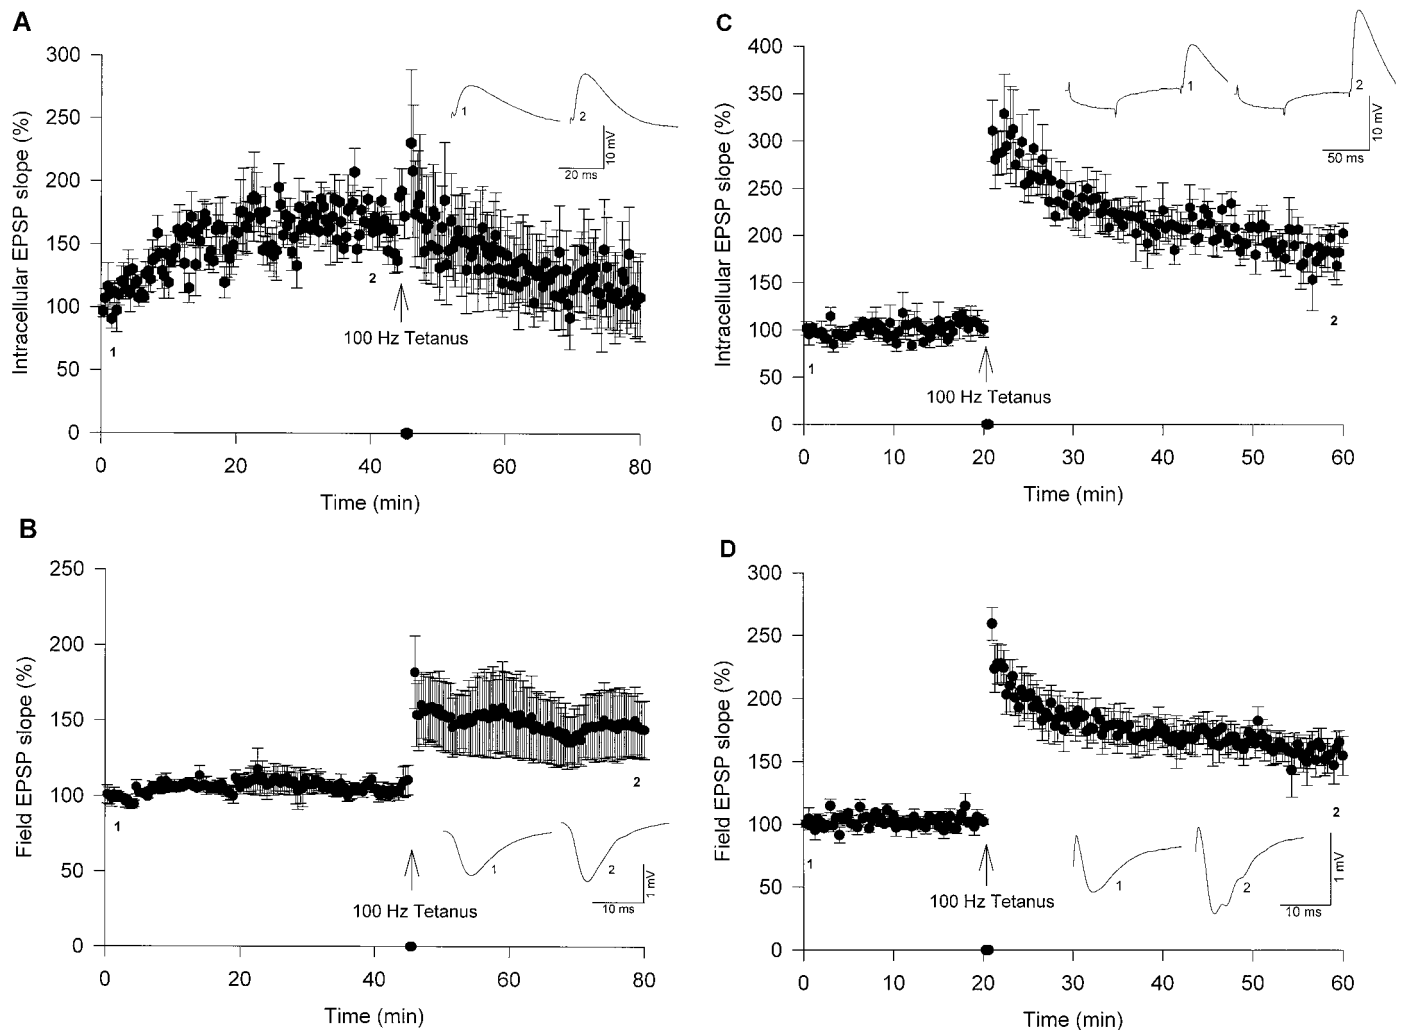 A
Intracellular EPSP slope (%)
300
250
200
150
100
50
0
1
2
100 Hz Tetanus
1
2
10 mV
20 ms
0
20
40
60
80
Time (min)
B
Field EPSP slope (%)
250
200
150
100
50
0
1
2
100 Hz Tetanus
1
2
1 mV
10 ms
0
20
40
60
80
Time (min)
C
Intracellular EPSP slope (%)
400
350
300
250
200
150
100
50
0
1
2
100 Hz Tetanus
1
2
10 mV
50 ms
0
10
20
30
40
50
60
Time (min)
D
Field EPSP slope (%)
300
250
200
150
100
50
0
1
2
100 Hz Tetanus
1
2
1 mV
10 ms
0
10
20
30
40
50
60
Time (min)